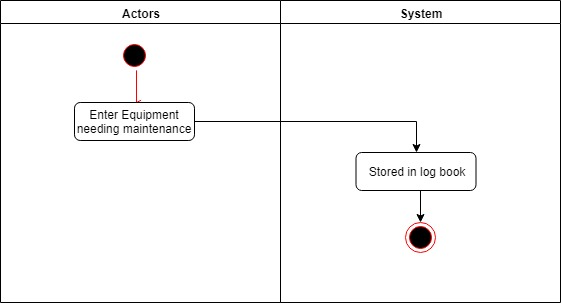 Actors
System
Enter Equipment
needing maintenance
Stored in log book